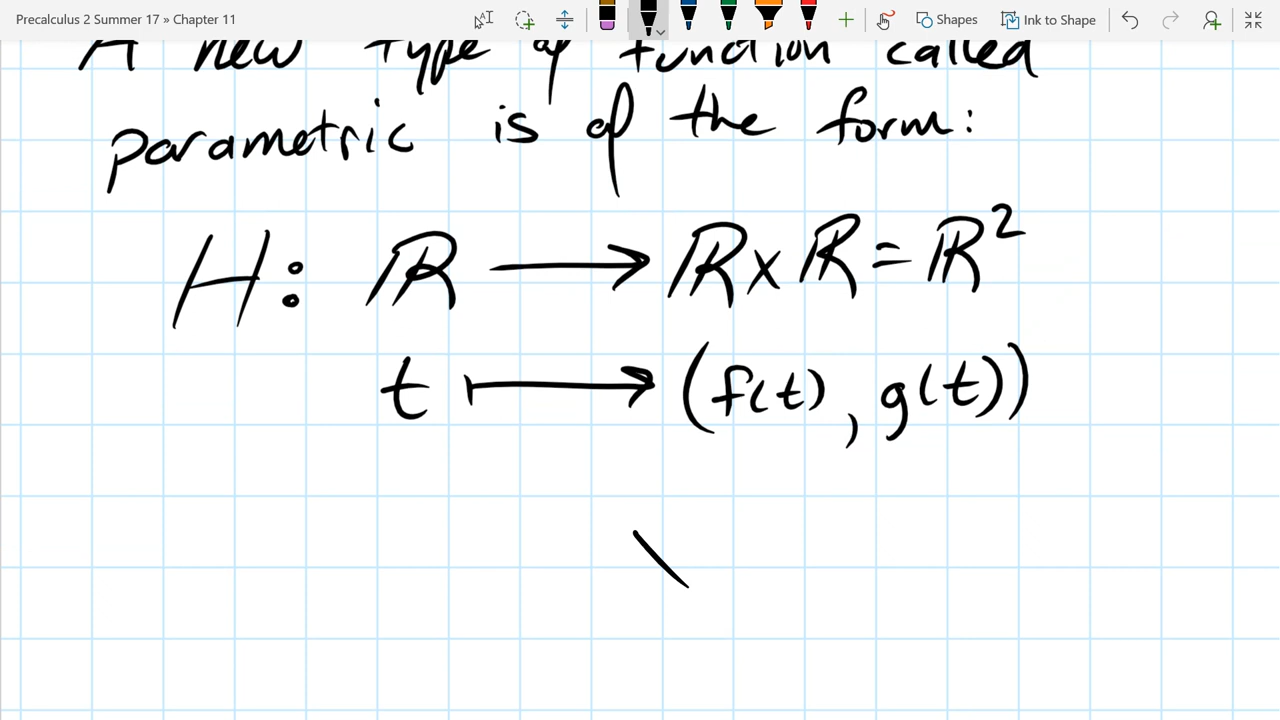 Precalculus 2 Summer 17 » Chapter 11
Shapes
Ink to Shape
A new type of function called
parametric is of the form:
H: ℝ ⟶ ℝ×ℝ = ℝ²
t ⟼ (f(t), g(t))